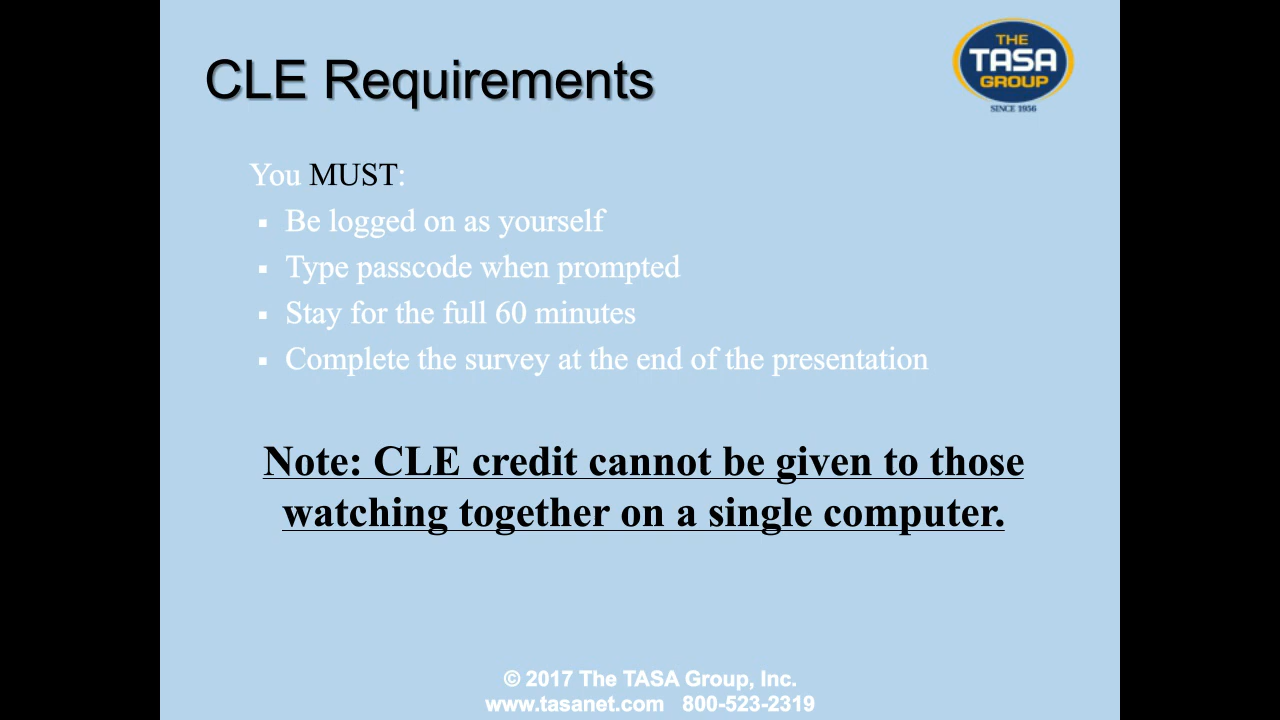 CLE Requirements
THE
TASA
GROUP
SINCE 1956
You MUST:
▪ Be logged on as yourself
▪ Type passcode when prompted
▪ Stay for the full 60 minutes
▪ Complete the survey at the end of the presentation
Note: CLE credit cannot be given to those
watching together on a single computer.
© 2017 The TASA Group, Inc.
www.tasanet.com 800-523-2319